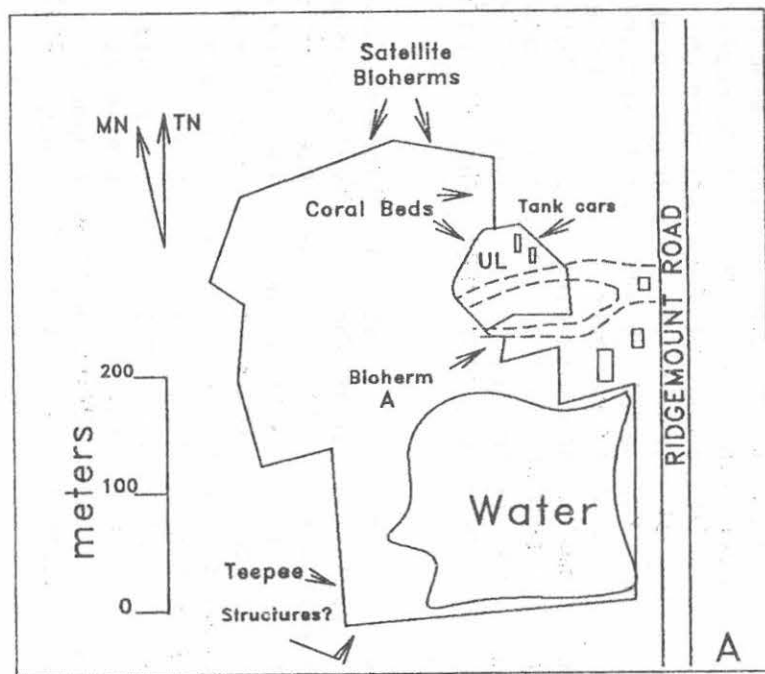 Satellite
Bioherms
MN
TN
Coral Beds
Tank cars
UL
RIDGEMOUNT ROAD
Bioherm
A
200
100
0
meters
Water
Teepee
Structures?
A